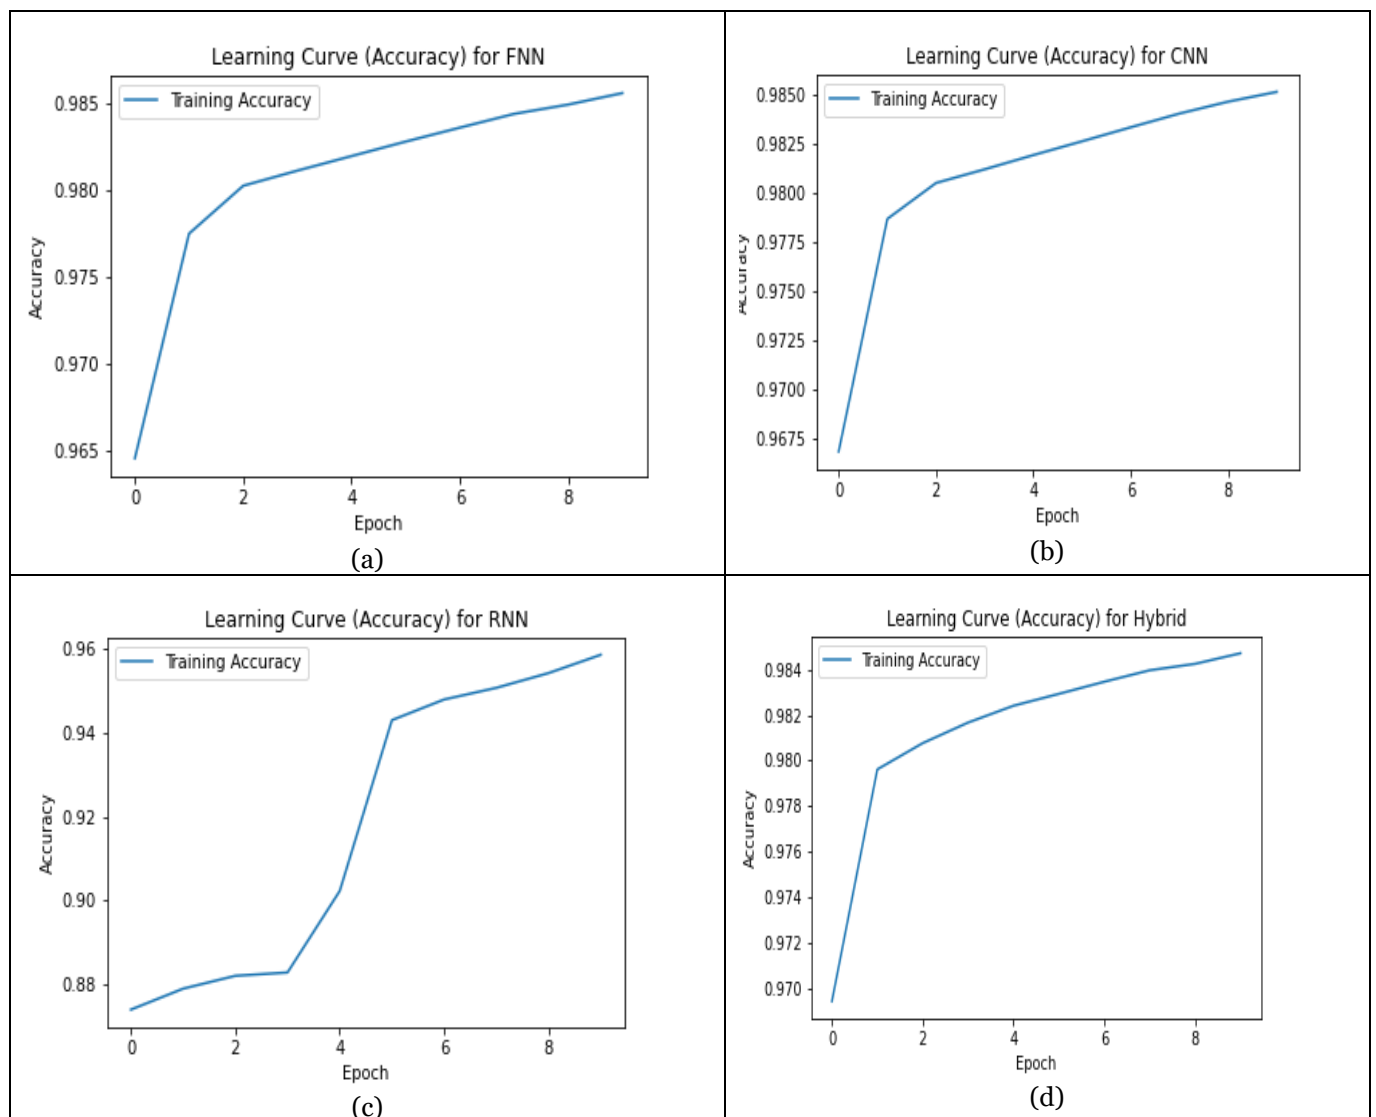 Learning Curve (Accuracy) for FNN
Training Accuracy
0.985
0.980
0.975
0.970
0.965
Accuracy
0 2 4 6 8
Epoch
(a)
Learning Curve (Accuracy) for CNN
Training Accuracy
0.9850
0.9825
0.9800
0.9775
0.9750
0.9725
0.9700
0.9675
Accuracy
0 2 4 6 8
Epoch
(b)
Learning Curve (Accuracy) for RNN
Training Accuracy
0.96
0.94
0.92
0.90
0.88
Accuracy
0 2 4 6 8
Epoch
(c)
Learning Curve (Accuracy) for Hybrid
Training Accuracy
0.984
0.982
0.980
0.978
0.976
0.974
0.972
0.970
Accuracy
0 2 4 6 8
Epoch
(d)